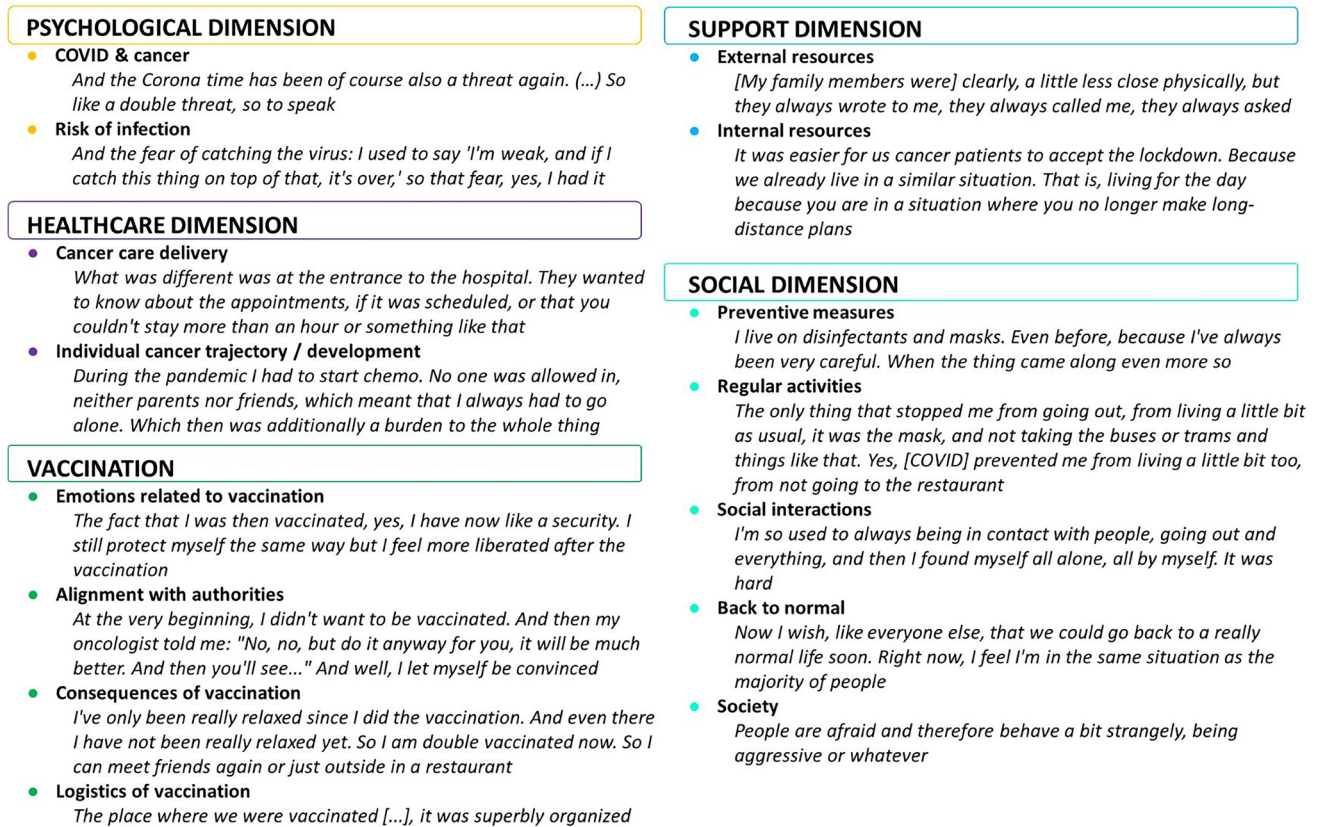 PSYCHOLOGICAL DIMENSION
COVID & cancer
And the Corona time has been of course also a threat again. (...) So
like a double threat, so to speak
Risk of infection
And the fear of catching the virus: I used to say 'I'm weak, and if I
catch this thing on top of that, it's over,' so that fear, yes, I had it
HEALTHCARE DIMENSION
Cancer care delivery
What was different was at the entrance to the hospital. They wanted
to know about the appointments, if it was scheduled, or that you
couldn't stay more than an hour or something like that
Individual cancer trajectory / development
During the pandemic I had to start chemo. No one was allowed in,
neither parents nor friends, which meant that I always had to go
alone. Which then was additionally a burden to the whole thing
VACCINATION
Emotions related to vaccination
The fact that I was then vaccinated, yes, I have now like a security. I
still protect myself the same way but I feel more liberated after the
vaccination
Alignment with authorities
At the very beginning, I didn't want to be vaccinated. And then my
oncologist told me: "No, no, but do it anyway for you, it will be much
better. And then you'll see..." And well, I let myself be convinced
Consequences of vaccination
I've only been really relaxed since I did the vaccination. And even there
I have not been really relaxed yet. So I am double vaccinated now. So I
can meet friends again or just outside in a restaurant
Logistics of vaccination
The place where we were vaccinated [...], it was superbly organized
SUPPORT DIMENSION
External resources
[My family members were] clearly, a little less close physically, but
they always wrote to me, they always called me, they always asked
Internal resources
It was easier for us cancer patients to accept the lockdown. Because
we already live in a similar situation. That is, living for the day
because you are in a situation where you no longer make long-
distance plans
SOCIAL DIMENSION
Preventive measures
I live on disinfectants and masks. Even before, because I've always
been very careful. When the thing came along even more so
Regular activities
The only thing that stopped me from going out, from living a little bit
as usual, it was the mask, and not taking the buses or trams and
things like that. Yes, [COVID] prevented me from living a little bit too,
from not going to the restaurant
Social interactions
I'm so used to always being in contact with people, going out and
everything, and then I found myself all alone, all by myself. It was
hard
Back to normal
Now I wish, like everyone else, that we could go back to a really
normal life soon. Right now, I feel I'm in the same situation as the
majority of people
Society
People are afraid and therefore behave a bit strangely, being
aggressive or whatever